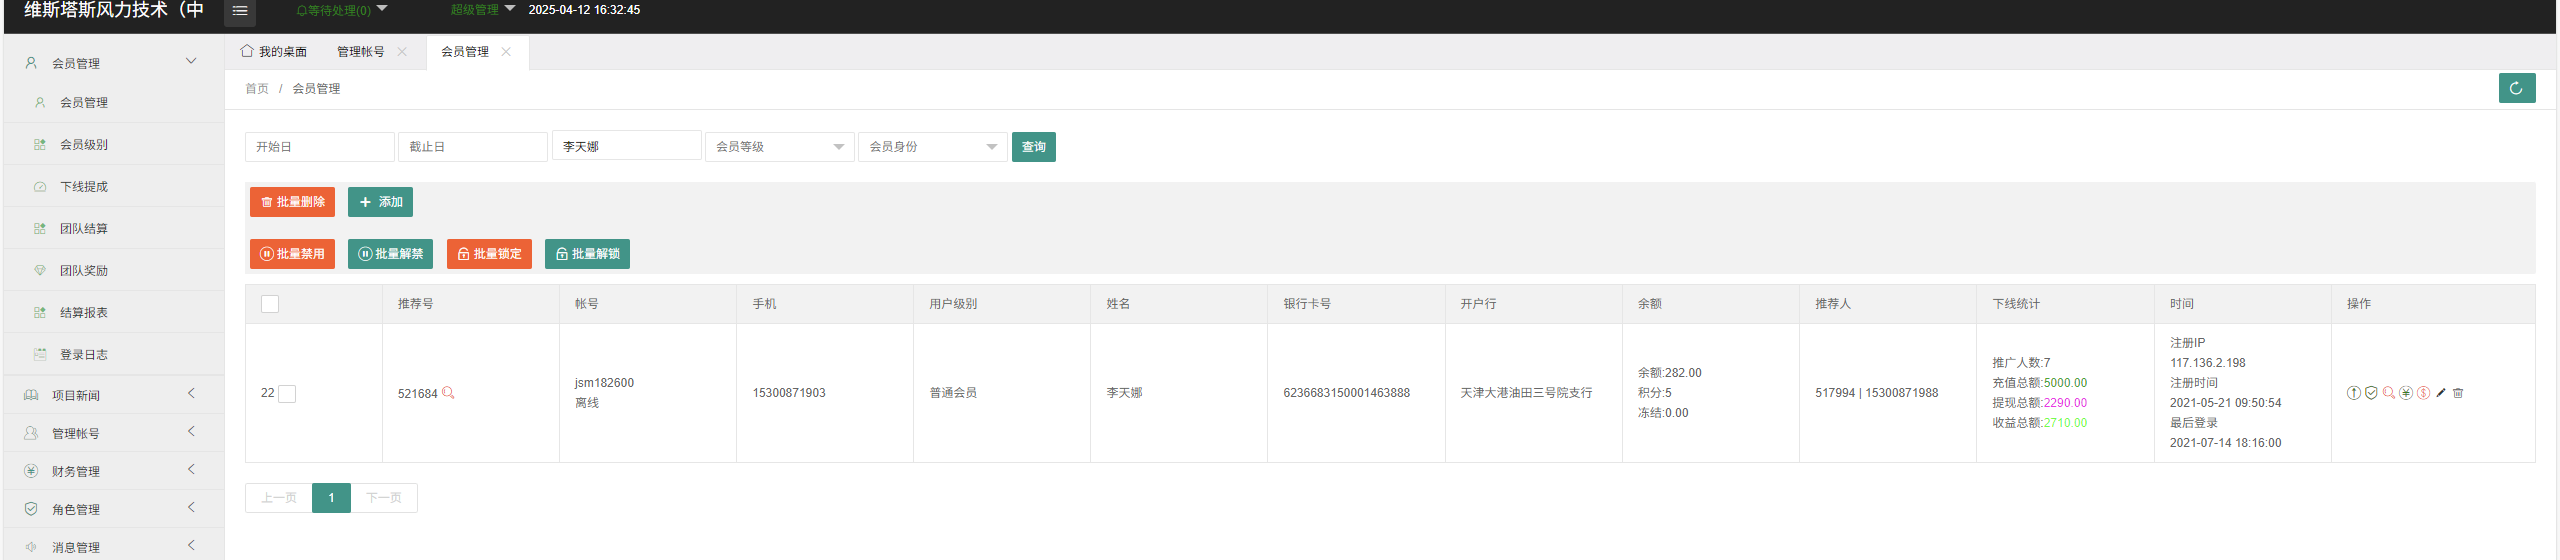 维斯塔斯风力技术（中
等待处理(0)
超级管理
2025-04-12 16:32:45
会员管理
会员管理
会员级别
下线提成
团队结算
团队奖励
结算报表
登录日志
项目新闻
管理帐号
财务管理
角色管理
消息管理
我的桌面
管理帐号
会员管理
首页 / 会员管理
开始日
截止日
李天娜
会员等级
会员身份
查询
批量删除
添加
批量禁用
批量解禁
批量锁定
批量解锁
推荐号
帐号
手机
用户级别
姓名
银行卡号
开户行
余额
推荐人
下线统计
时间
操作
22
521684
jsm182600
离线
15300871903
普通会员
李天娜
6236683150001463888
天津大港油田三号院支行
余额:282.00
积分:5
冻结:0.00
517994 | 15300871988
推广人数:7
充值总额:5000.00
提现总额:2290.00
收益总额:2710.00
注册IP
117.136.2.198
注册时间
2021-05-21 09:50:54
最后登录
2021-07-14 18:16:00
上一页
1
下一页